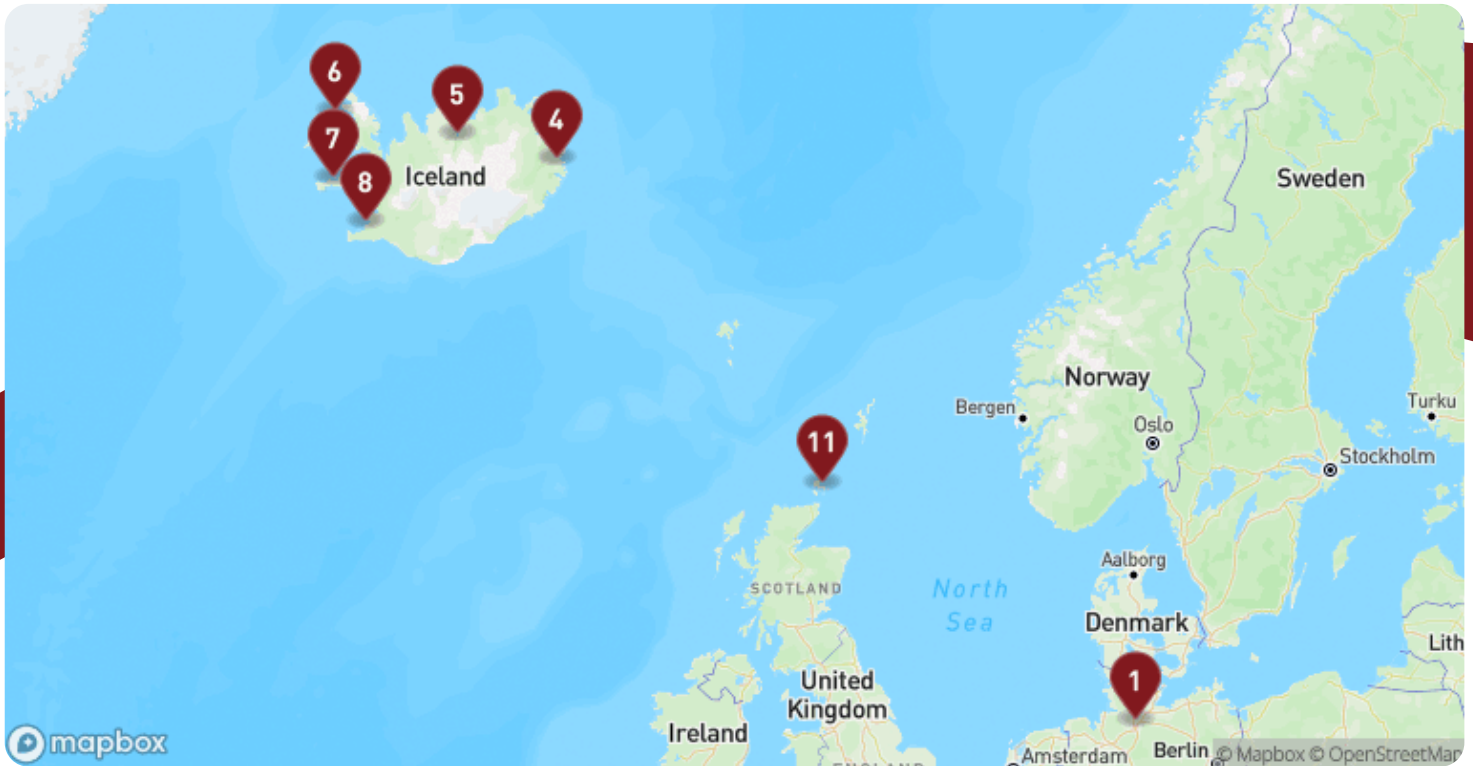 6
5
4
7
8
Iceland
Sweden
Norway
Bergen
Oslo
Turku
Stockholm
11
Aalborg
SCOTLAND
North
Sea
Denmark
Lith
1
United
Kingdom
Ireland
Amsterdam
Berlin
ENGLAND
mapbox
© Mapbox © OpenStreetMap